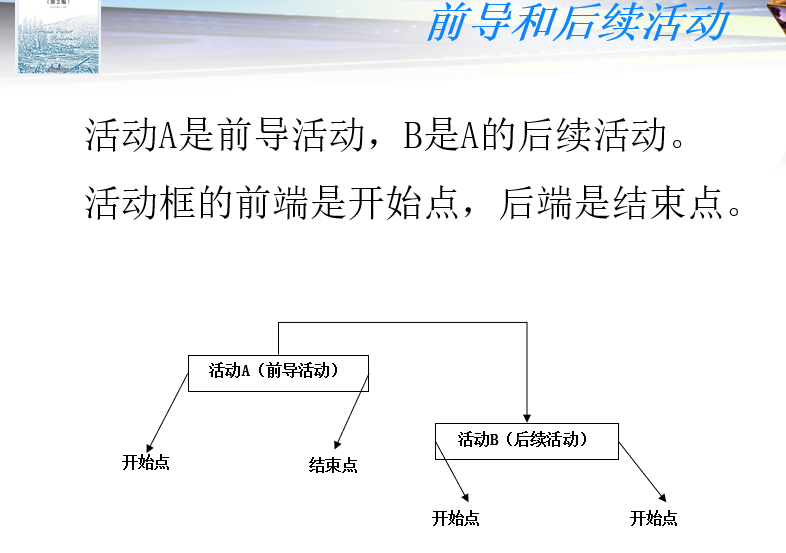 （第2版）
前导和后续活动
活动A是前导活动，B是A的后续活动。
活动框的前端是开始点，后端是结束点。
活动A（前导活动）
活动B（后续活动）
开始点
结束点
开始点
开始点